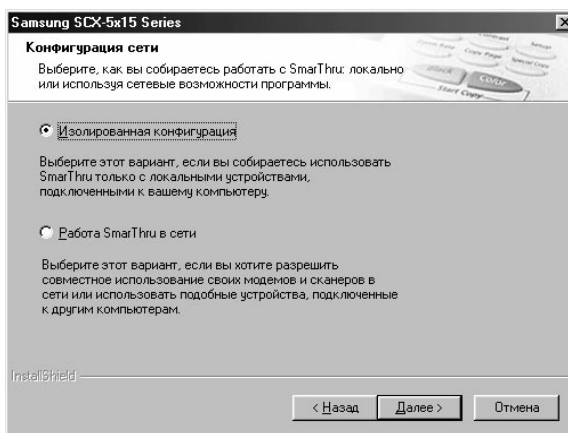 Samsung SCX-5x15 Series
Конфигурация сети
Выберите, как вы собираетесь работать с SmarThru: локально
или используя сетевые возможности программы.
Start Copy
Изолированная конфигурация
Выберите этот вариант, если вы собираетесь использовать
SmarThru только с локальными устройствами,
подключенными к вашему компьютеру.
Работа SmarThru в сети
Выберите этот вариант, если вы хотите разрешить
совместное использование своих модемов и сканеров в
сети или использовать подобные устройства, подключенные
к другим компьютерам.
InstallShield
< Назад
Далее >
Отмена